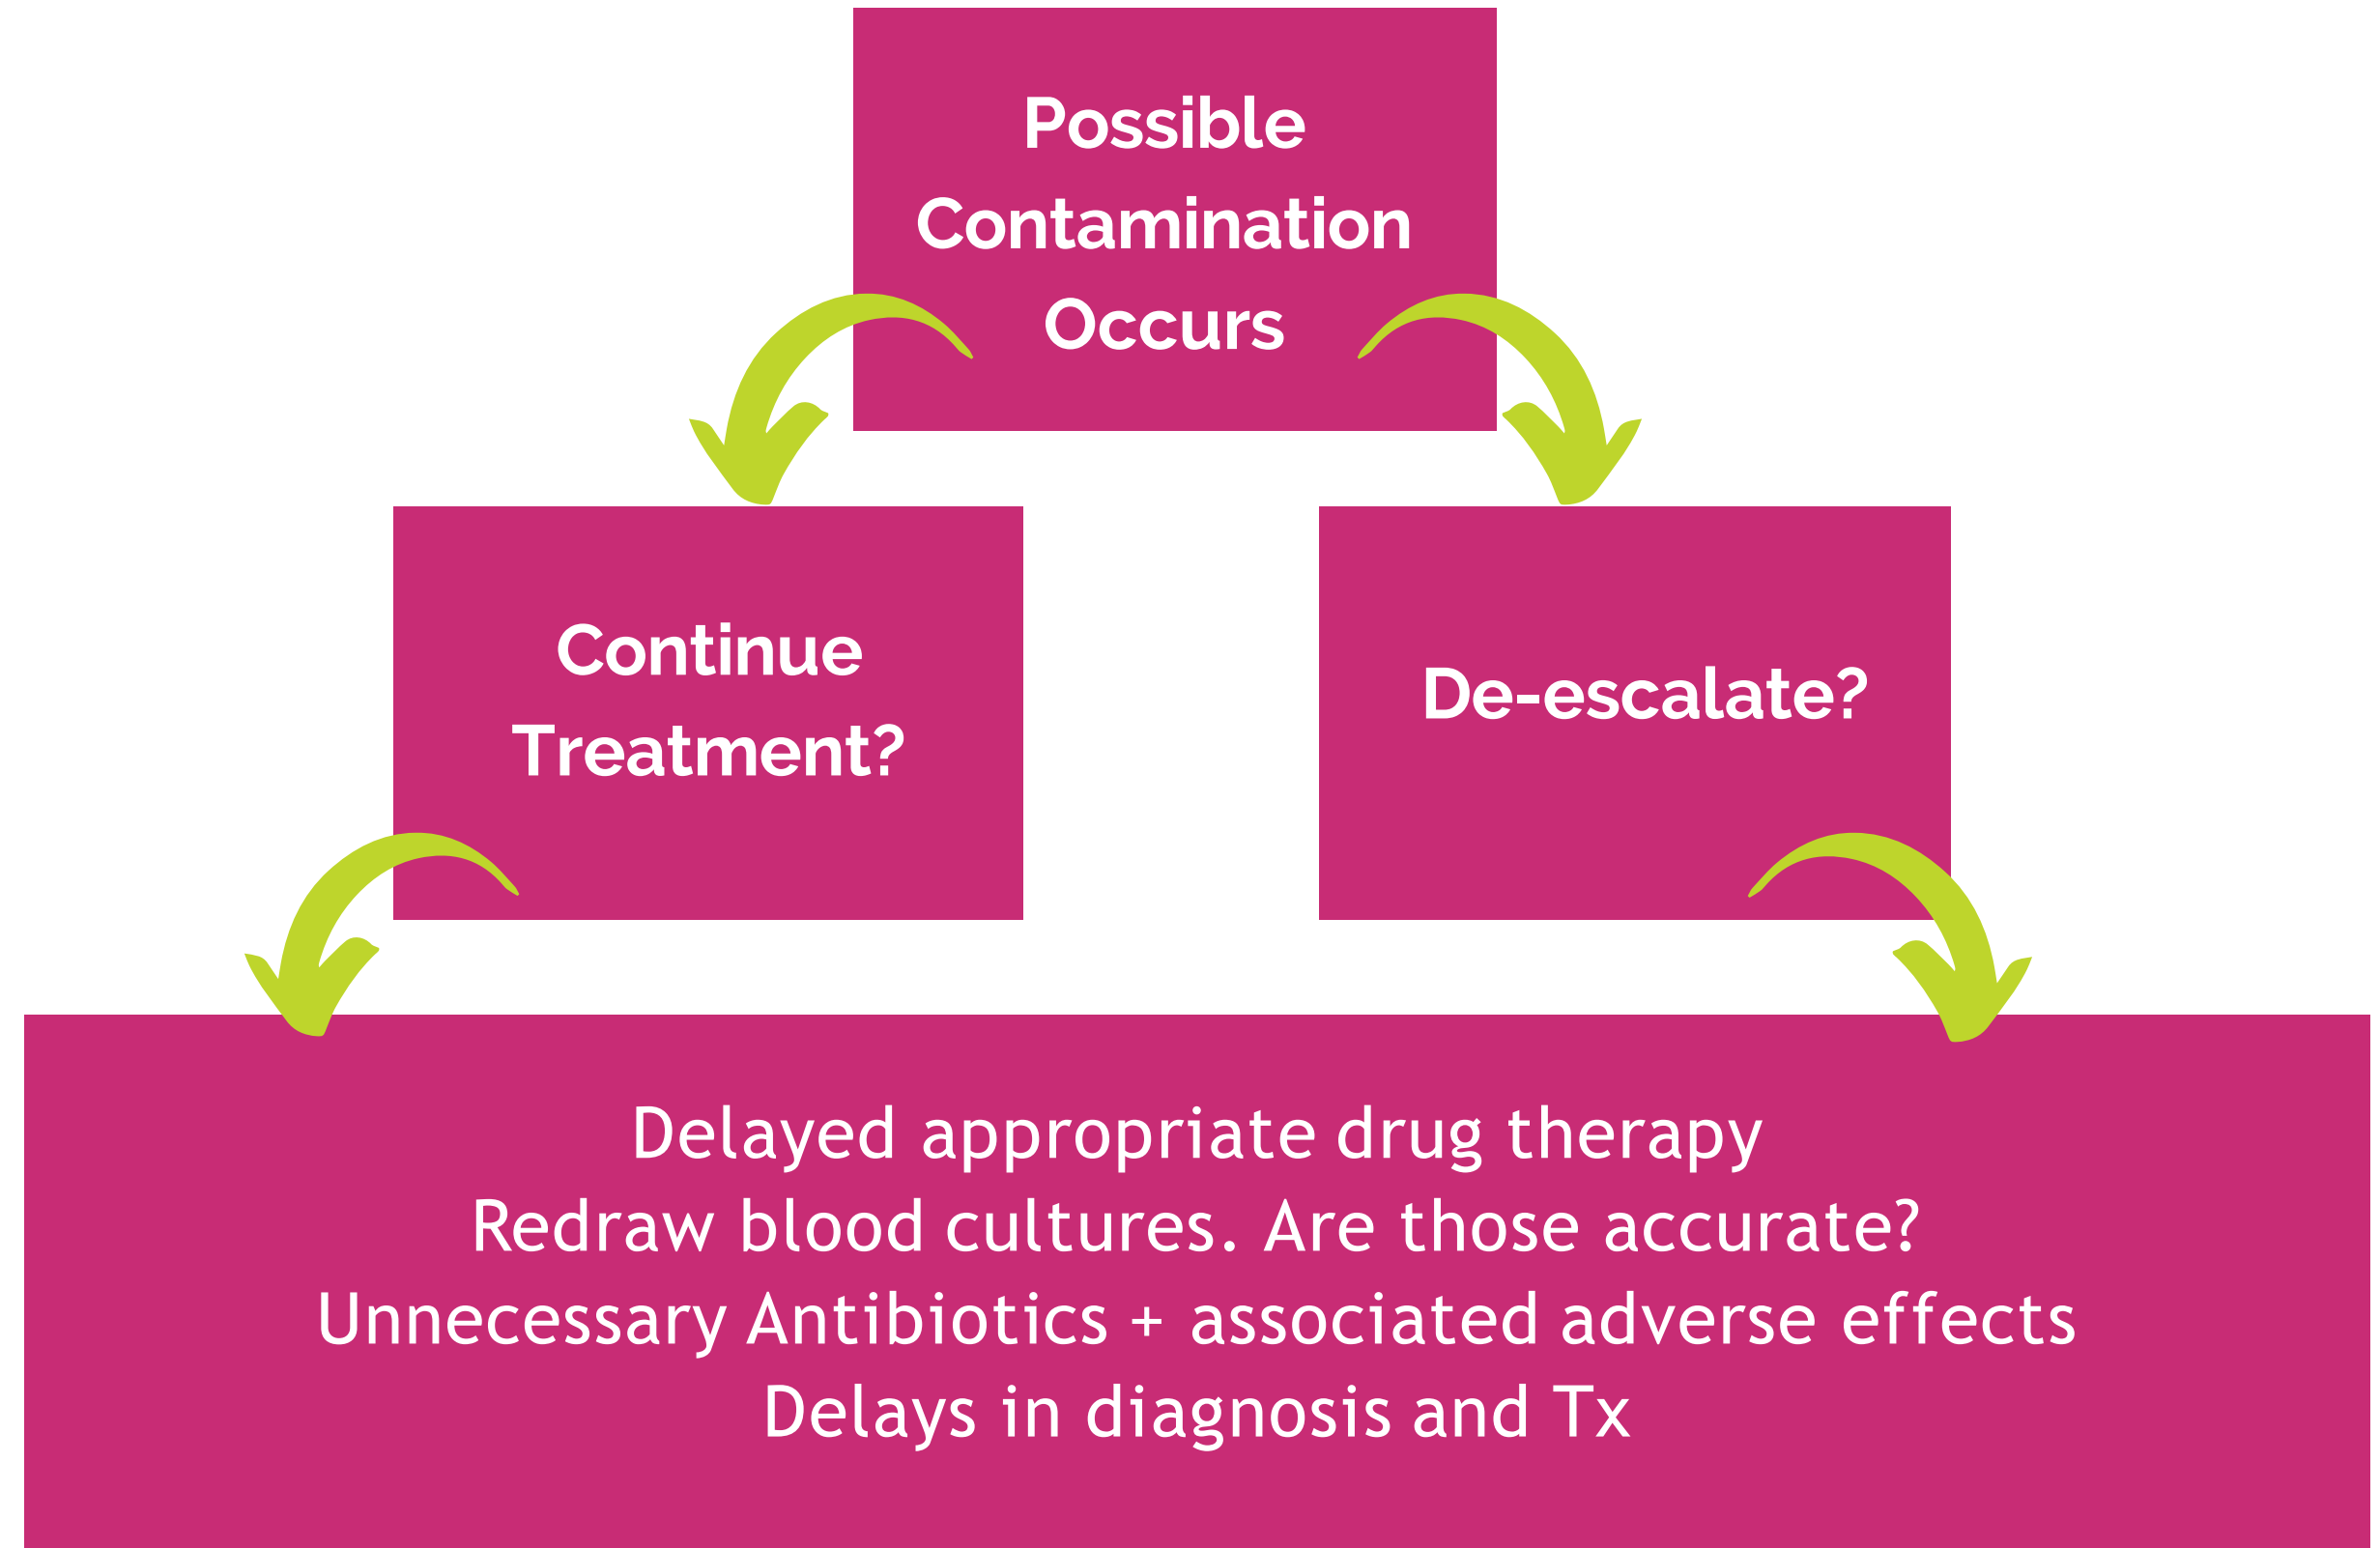 Possible
Contamination
Occurs
Continue
Treatment?
De-escalate?
Delayed appropriate drug therapy
Redraw blood cultures. Are those accurate?
Unnecessary Antibiotics + associated adverse effects
Delays in diagnosis and Tx